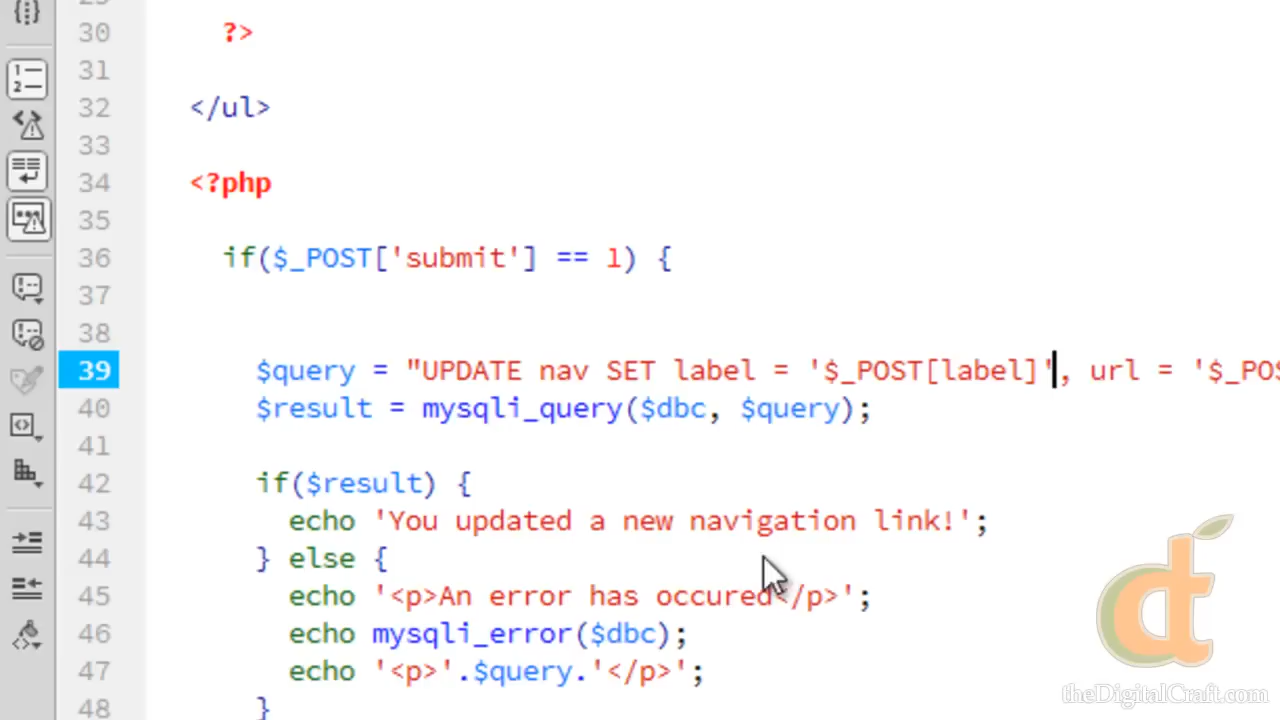 30 ?>
31
32 </ul>
33
34 <?php
35
36 if($_POST['submit'] == 1) {
37
38
39 $query = "UPDATE nav SET label = '$_POST[label]', url = '$_POS
40 $result = mysqli_query($dbc, $query);
41
42 if($result) {
43 echo 'You updated a new navigation link!';
44 } else {
45 echo '<p>An error has occured</p>';
46 echo mysqli_error($dbc);
47 echo '<p>'.$query.'</p>';
48 }
theDigitalCraft.com